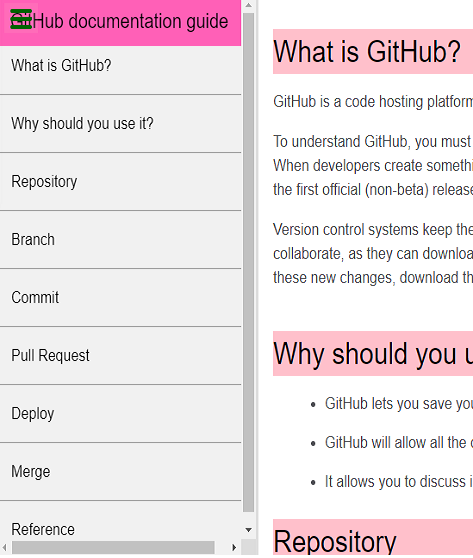 GitHub documentation guide
What is GitHub?
Why should you use it?
Repository
Branch
Commit
Pull Request
Deploy
Merge
Reference
What is GitHub?
GitHub is a code hosting platform
To understand GitHub, you must
When developers create somethi
the first official (non-beta) release
Version control systems keep the
collaborate, as they can downloa
these new changes, download th
Why should you u
GitHub lets you save you
GitHub will allow all the
It allows you to discuss i
Repository